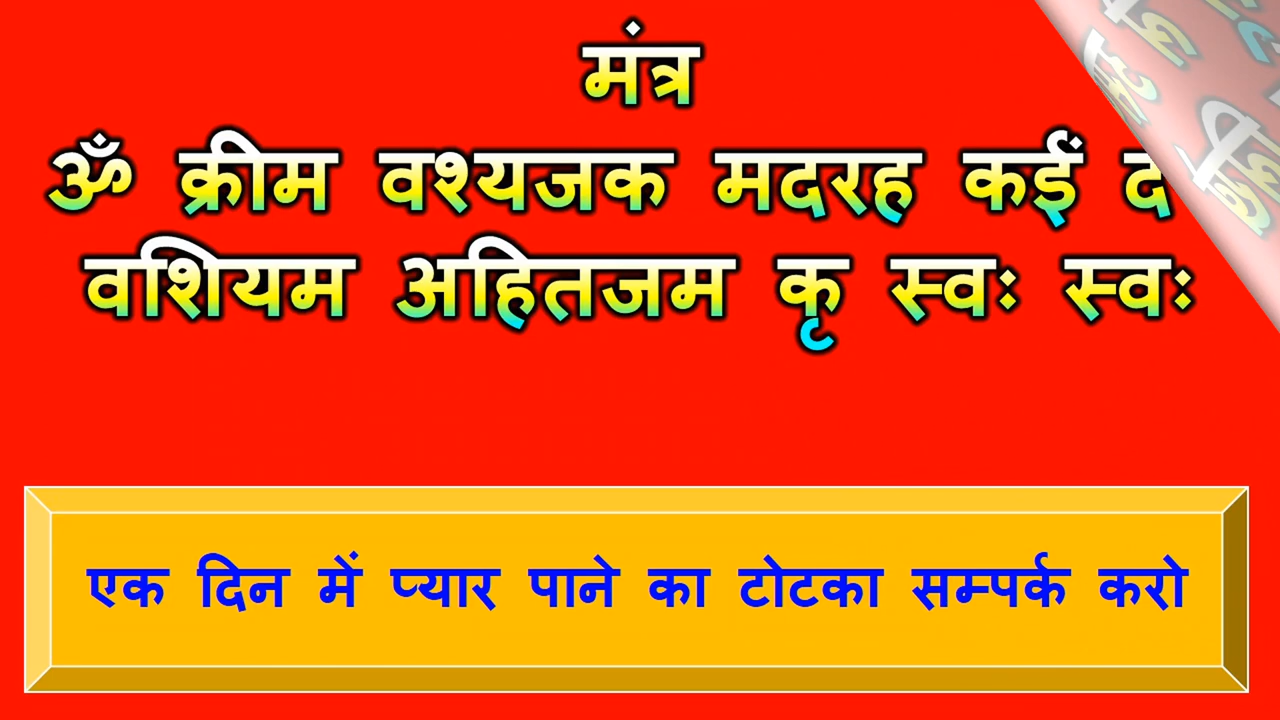 मंत्र
ॐ क्रीम वश्यजक मदरह कईं
वशियम अहितजम कृ स्वः स्वः
एक दिन में प्यार पाने का टोटका सम्पर्क करो